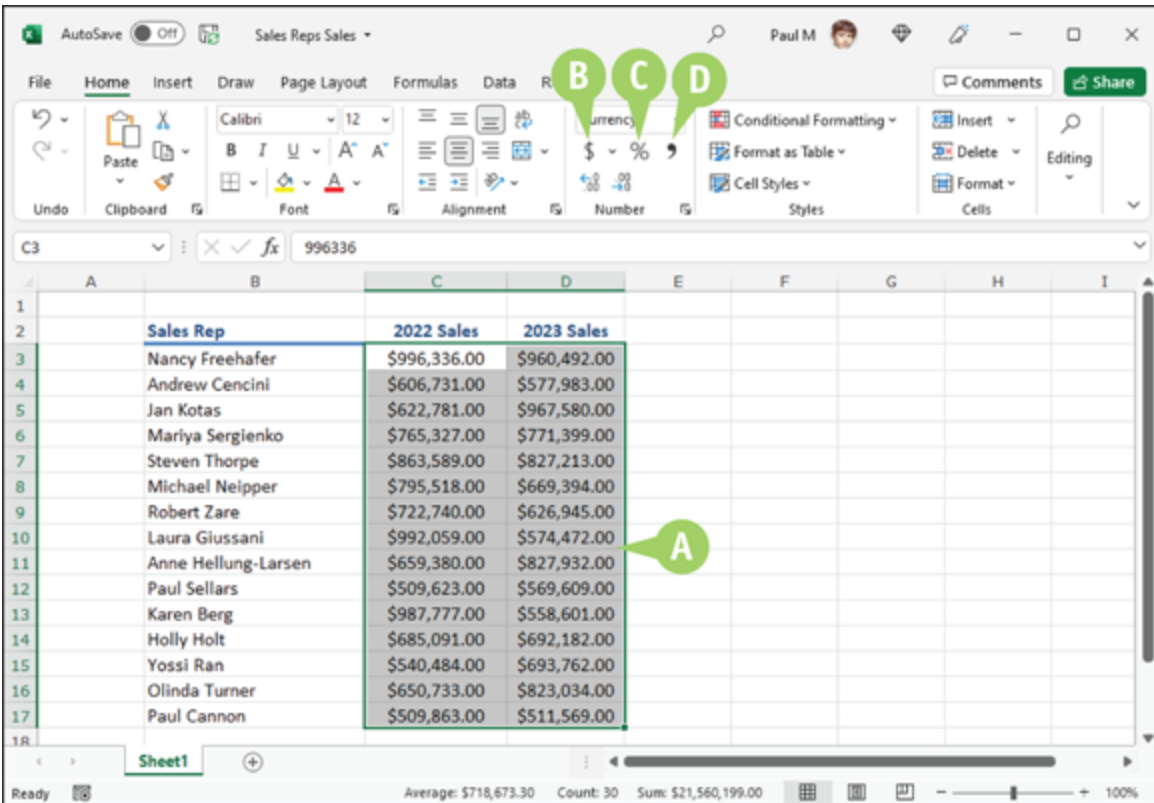 AutoSave Off Sales Reps Sales Paul M
B C D
File Home Insert Draw Page Layout Formulas Data R Comments Share
Calibri 12 urrency Conditional Formatting Insert
Paste B I U A A $ % , Format as Table Delete Editing
A Cell Styles Format
Undo Clipboard Font Alignment Number Styles Cells
C3 fx 996336
A B C D E F G H I
1
2 Sales Rep 2022 Sales 2023 Sales
3 Nancy Freehafer $996,336.00 $960,492.00
4 Andrew Cencini $606,731.00 $577,983.00
5 Jan Kotas $622,781.00 $967,580.00
6 Mariya Sergienko $765,327.00 $771,399.00
7 Steven Thorpe $863,589.00 $827,213.00
8 Michael Neipper $795,518.00 $669,394.00
9 Robert Zare $722,740.00 $626,945.00
10 Laura Giussani $992,059.00 $574,472.00
A
11 Anne Hellung-Larsen $659,380.00 $827,932.00
12 Paul Sellars $509,623.00 $569,609.00
13 Karen Berg $987,777.00 $558,601.00
14 Holly Holt $685,091.00 $692,182.00
15 Yossi Ran $540,484.00 $693,762.00
16 Olinda Turner $650,733.00 $823,034.00
17 Paul Cannon $509,863.00 $511,569.00
18
Sheet1
Ready Average: $718,673.30 Count: 30 Sum: $21,560,199.00 100%